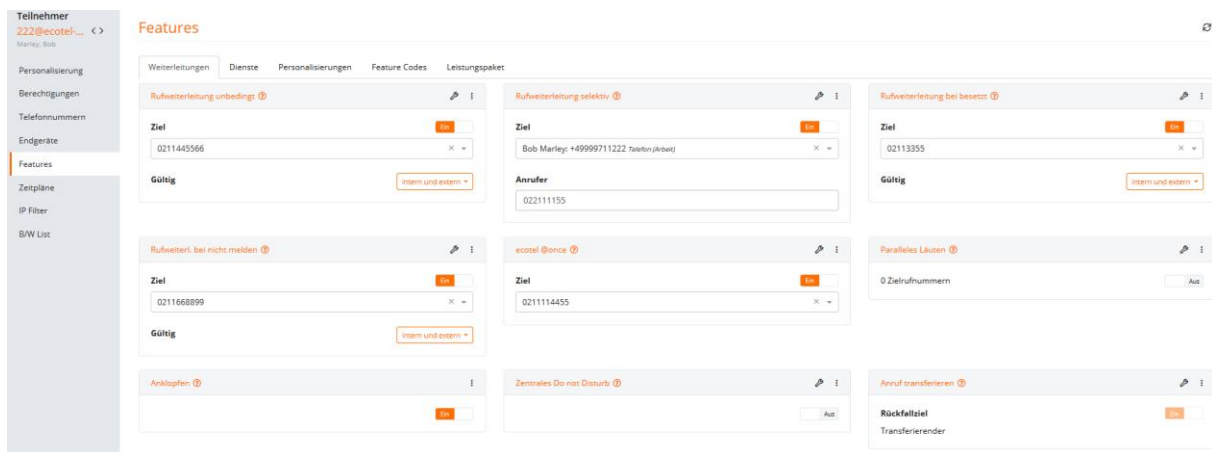 Teilnehmer
222@ecotel-... < >
Marley, Bob
Personalisierung
Berechtigungen
Telefonnummern
Endgeräte
Features
Zeitpläne
IP Filter
B/W List
Features
Weiterleitungen Dienste Personalisierungen Feature Codes Leistungspaket
Rufweiterleitung unbedingt
Ziel Ein
0211445566
Gültig intern und extern
Rufweiterleitung selektiv
Ziel Ein
Bob Marley: +49999711222 Telefon (Arbeit)
Anrufer
022111155
Rufweiterleitung bei besetzt
Ziel Ein
02113355
Gültig intern und extern
Rufweiterl. bei nicht melden
Ziel Ein
0211668899
Gültig intern und extern
ecotel @once
Ziel Ein
0211114455
Paralleles Läuten
0 Zielrufnummern Aus
Anklopfen
Ein
Zentrales Do not Disturb
Aus
Anruf transferieren
Rückfallziel Ein
Transferierender